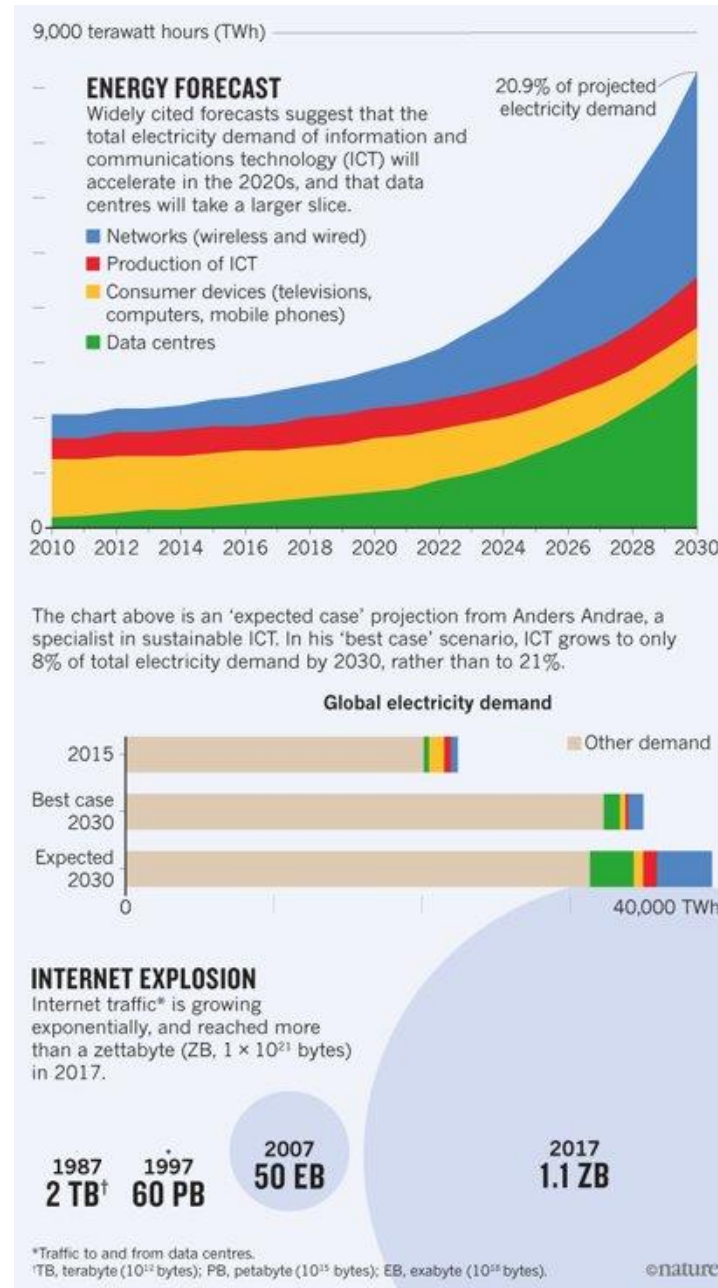 9,000 terawatt hours (TWh)
ENERGY FORECAST
Widely cited forecasts suggest that the
total electricity demand of information and
communications technology (ICT) will
accelerate in the 2020s, and that data
centres will take a larger slice.
20.9% of projected
electricity demand
Networks (wireless and wired)
Production of ICT
Consumer devices (televisions,
computers, mobile phones)
Data centres
0
2010 2012 2014 2016 2018 2020 2022 2024 2026 2028 2030
The chart above is an ‘expected case’ projection from Anders Andrae, a
specialist in sustainable ICT. In his ‘best case’ scenario, ICT grows to only
8% of total electricity demand by 2030, rather than to 21%.
Global electricity demand
Other demand
2015
Best case
2030
Expected
2030
0 40,000 TWh
INTERNET EXPLOSION
Internet traffic* is growing
exponentially, and reached more
than a zettabyte (ZB, 1 × 10²¹ bytes)
in 2017.
1987
2 TB†
1997
60 PB
2007
50 EB
2017
1.1 ZB
*Traffic to and from data centres.
†TB, terabyte (10¹² bytes); PB, petabyte (10¹⁵ bytes); EB, exabyte (10¹⁸ bytes).
©nature